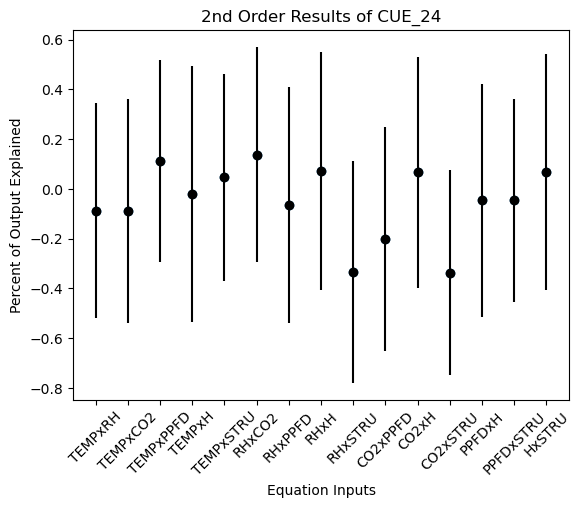 2nd Order Results of CUE_24
Percent of Output Explained
0.6
0.4
0.2
0.0
−0.2
−0.4
−0.6
−0.8
TEMPxRH
TEMPxCO2
TEMPxPPFD
TEMPxH
TEMPxSTRU
RHxCO2
RHxPPFD
RHxH
RHxSTRU
CO2xPPFD
CO2xH
CO2xSTRU
PPFDxH
PPFDxSTRU
HxSTRU
Equation Inputs